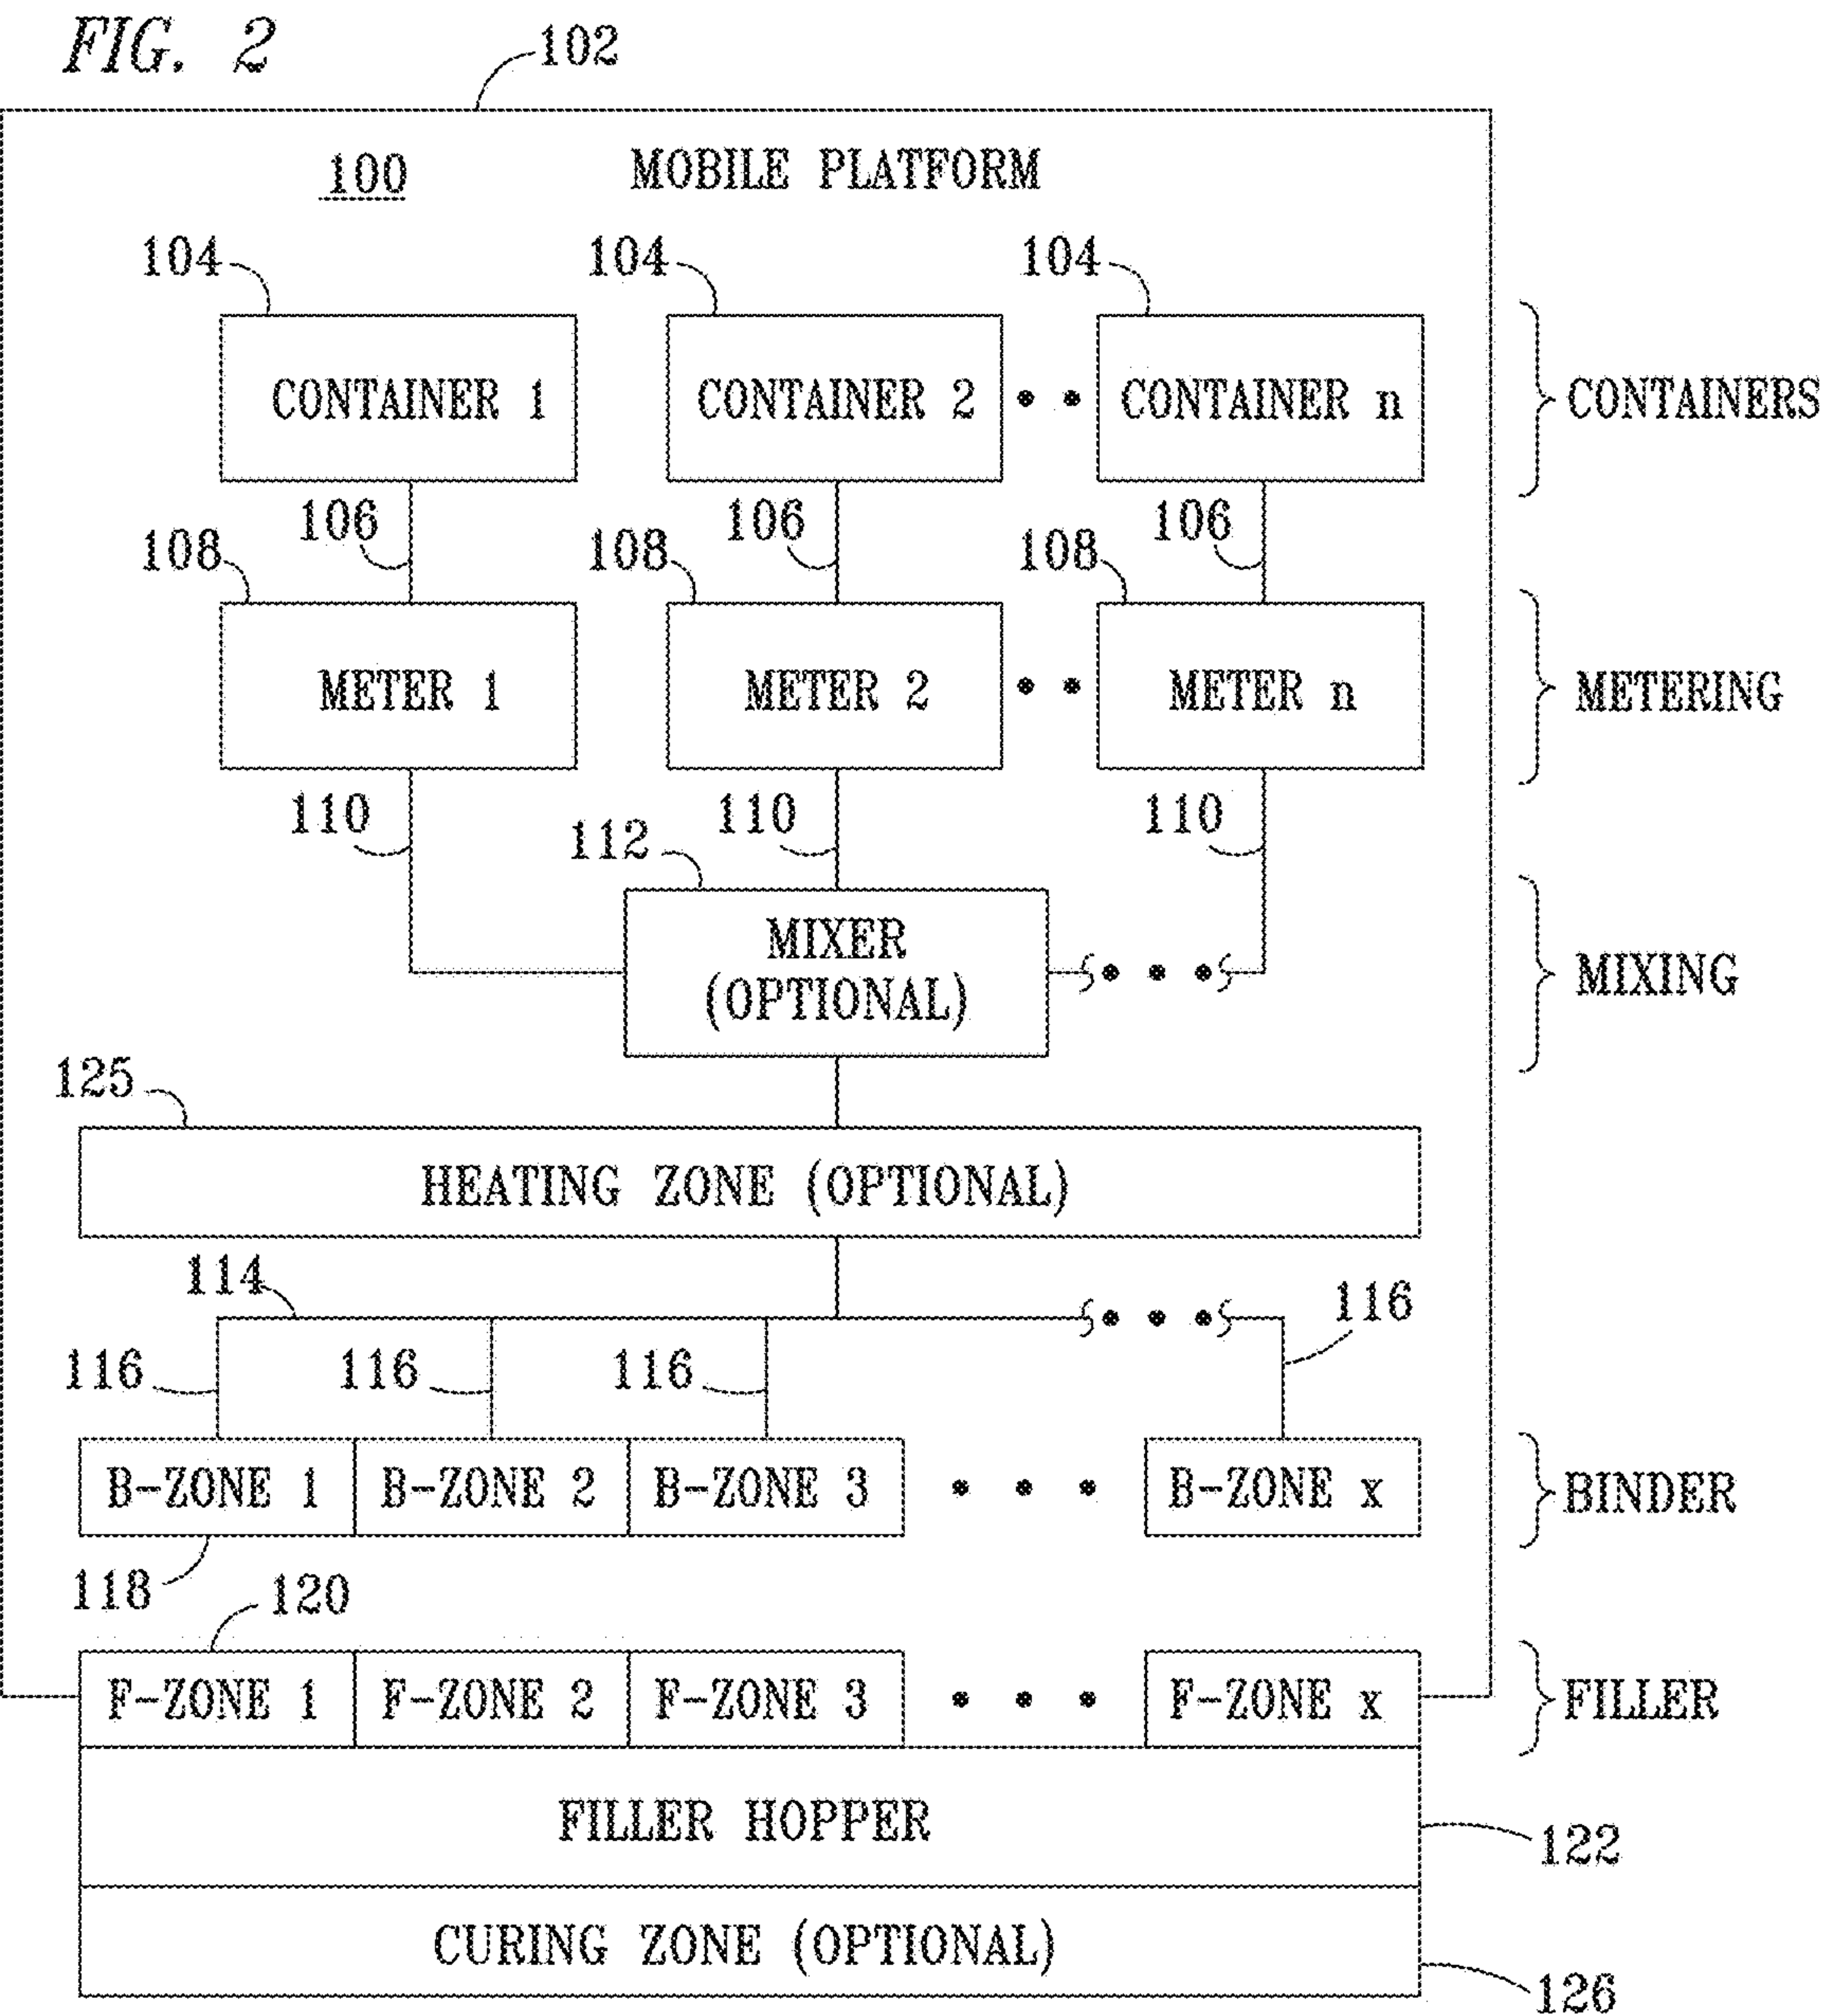 FIG. 2
102
100 MOBILE PLATFORM
104 104 104
CONTAINER 1 CONTAINER 2 CONTAINER n CONTAINERS
106 106 106
108 108 108
METER 1 METER 2 METER n METERING
110 110 110
112
MIXER
(OPTIONAL)
MIXING
125
HEATING ZONE (OPTIONAL)
114
116
116 116 116
B-ZONE 1 B-ZONE 2 B-ZONE 3 B-ZONE x BINDER
118
120
F-ZONE 1 F-ZONE 2 F-ZONE 3 F-ZONE x FILLER
FILLER HOPPER
122
CURING ZONE (OPTIONAL)
126